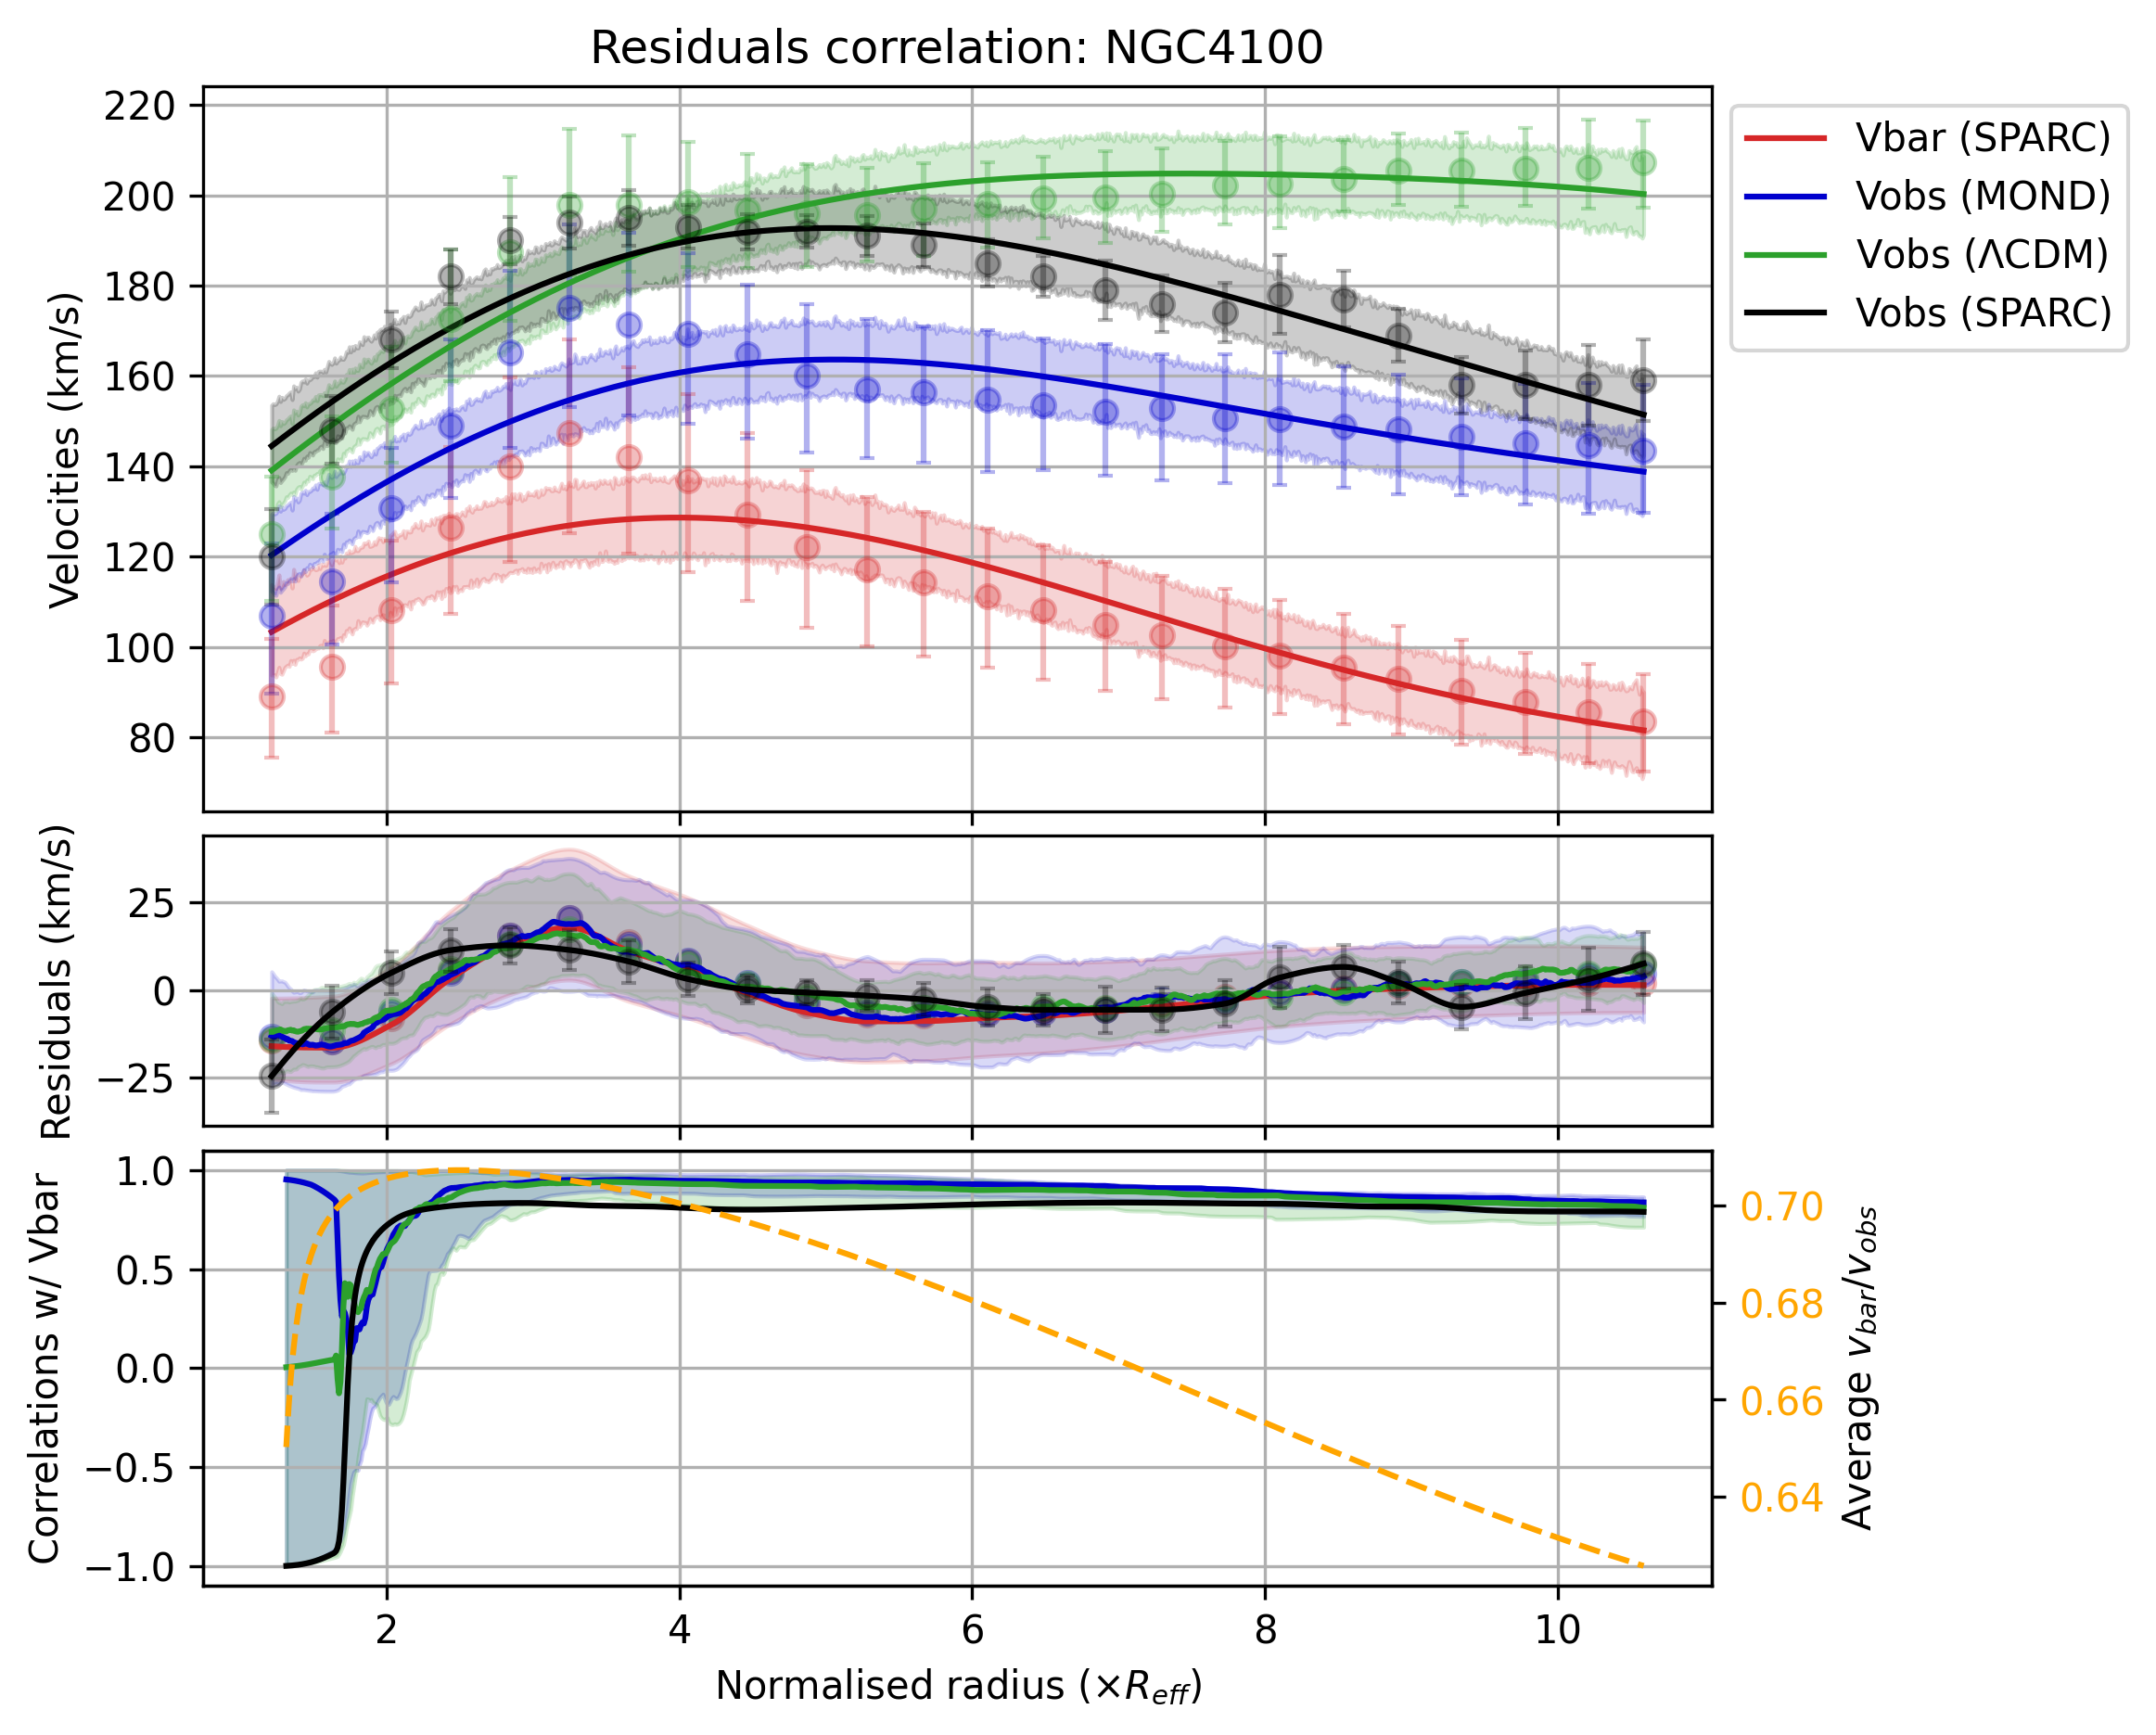 Residuals correlation: NGC4100
220
200
180
160
140
120
100
80
Velocities (km/s)
Vbar (SPARC)
Vobs (MOND)
Vobs (ΛCDM)
Vobs (SPARC)
25
0
−25
Residuals (km/s)
1.0
0.5
0.0
−0.5
−1.0
Correlations w/ Vbar
0.70
0.68
0.66
0.64
Average v_bar/v_obs
2 4 6 8 10
Normalised radius (×R_eff)